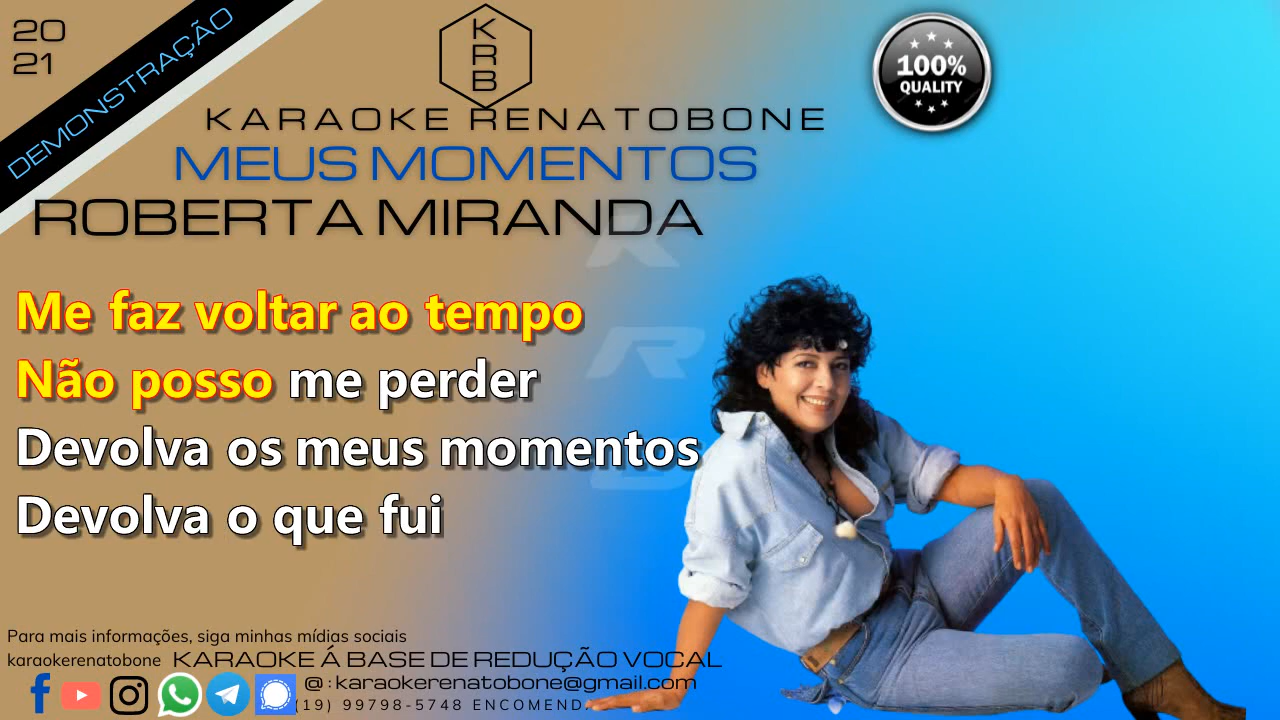 20
21
DEMONSTRAÇÃO
K
R
B
100%
QUALITY
KARAOKE RENATOBONE
MEUS MOMENTOS
ROBERTA MIRANDA
K
R
B
Me faz voltar ao tempo
Não posso me perder
Devolva os meus momentos
Devolva o que fui
Para mais informações, siga minhas mídias sociais
karaokerenatobone KARAOKE Á BASE DE REDUÇÃO VOCAL
@ : karaokerenatobone@gmail.com
(19) 99798-5748